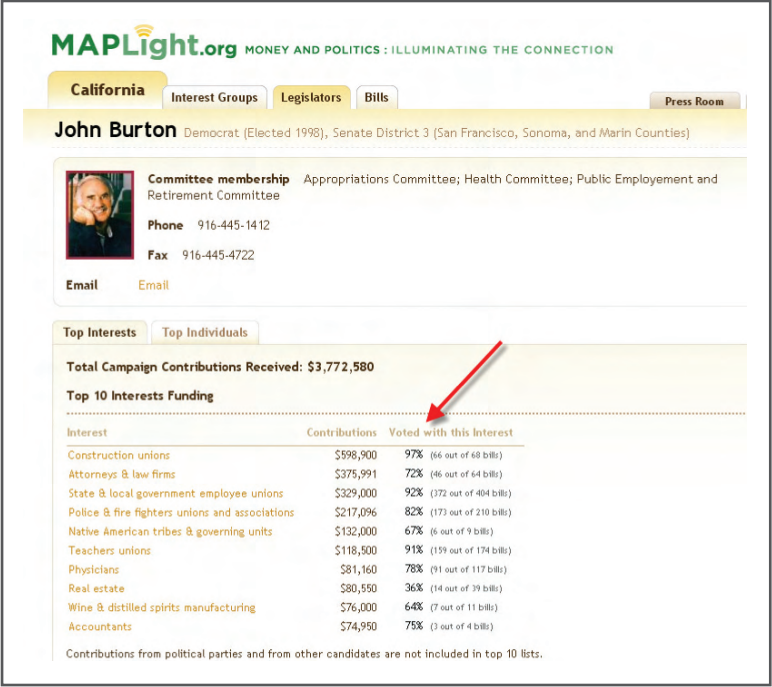 MAPLight.org MONEY AND POLITICS : ILLUMINATING THE CONNECTION
California Interest Groups Legislators Bills Press Room
John Burton Democrat (Elected 1998), Senate District 3 (San Francisco, Sonoma, and Marin Counties)
Committee membership Appropriations Committee; Health Committee; Public Employement and
Retirement Committee
Phone 916-445-1412
Fax 916-445-4722
Email Email
Top Interests Top Individuals
Total Campaign Contributions Received: $3,772,580
Top 10 Interests Funding
Interest Contributions Voted with this Interest
Construction unions $598,900 97% (66 out of 68 bills)
Attorneys & law firms $375,991 72% (46 out of 64 bills)
State & local government employee unions $329,000 92% (372 out of 404 bills)
Police & fire fighters unions and associations $217,096 82% (173 out of 210 bills)
Native American tribes & governing units $132,000 67% (6 out of 9 bills)
Teachers unions $118,500 91% (159 out of 174 bills)
Physicians $81,160 78% (91 out of 117 bills)
Real estate $80,550 36% (14 out of 39 bills)
Wine & distilled spirits manufacturing $76,000 64% (7 out of 11 bills)
Accountants $74,950 75% (3 out of 4 bills)
Contributions from political parties and from other candidates are not included in top 10 lists.